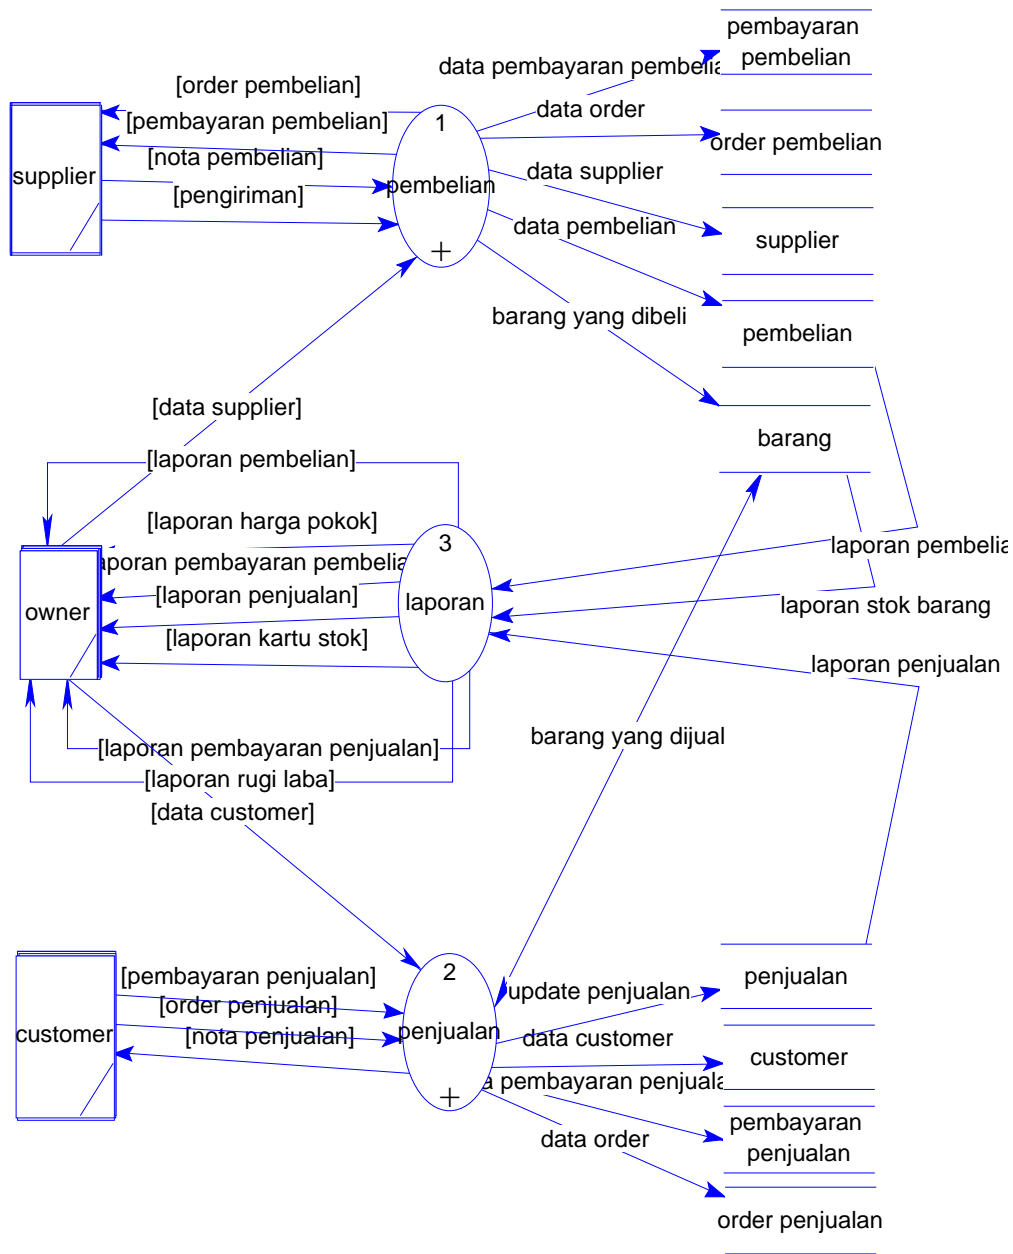 pembayaran
pembelian
data pembayaran pembelia
[order pembelian]
data order
1
[pembayaran pembelian]
order pembelian
[nota pembelian]
data supplier
supplier
pembelian
[pengiriman]
data pembelian
supplier
barang yang dibeli
pembelian
[data supplier]
barang
[laporan pembelian]
[laporan harga pokok]
3
laporan pembelia
aporan pembayaran pembelia
[laporan penjualan]
laporan
laporan stok barang
owner
[laporan kartu stok]
laporan penjualan
barang yang dijual
[laporan pembayaran penjualan]
[laporan rugi laba]
[data customer]
2
penjualan
[pembayaran penjualan]
update penjualan
[order penjualan]
customer
[nota penjualan]
penjualan
data customer
customer
a pembayaran penjuala
pembayaran
penjualan
data order
order penjualan